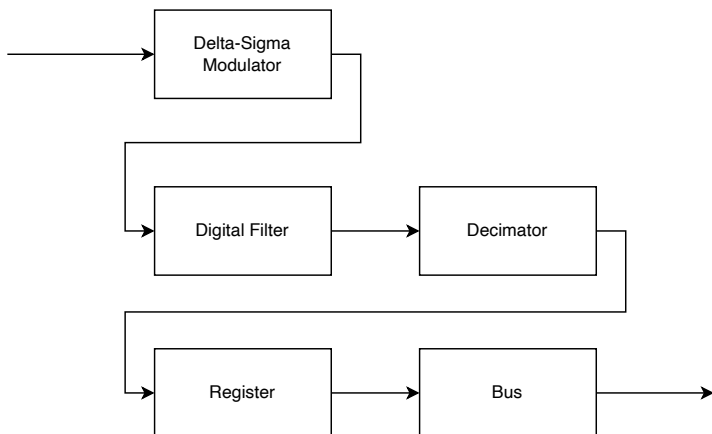 Delta-Sigma
Modulator
Digital Filter
Decimator
Register
Bus